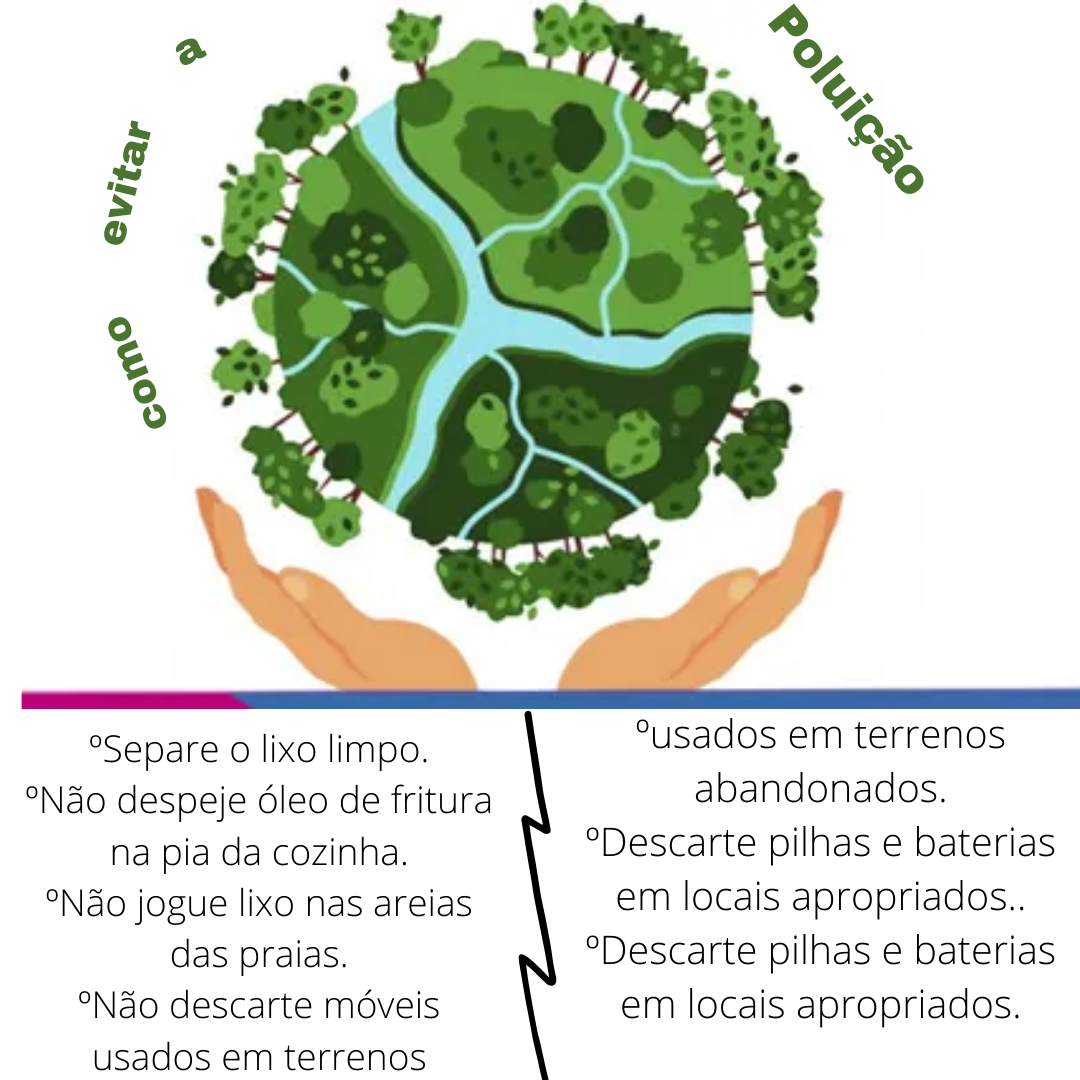 como
evitar
a
Poluição
ºSepare o lixo limpo.
ºNão despeje óleo de fritura
na pia da cozinha.
ºNão jogue lixo nas areias
das praias.
ºNão descarte móveis
usados em terrenos
ºusados em terrenos
abandonados.
ºDescarte pilhas e baterias
em locais apropriados..
ºDescarte pilhas e baterias
em locais apropriados.